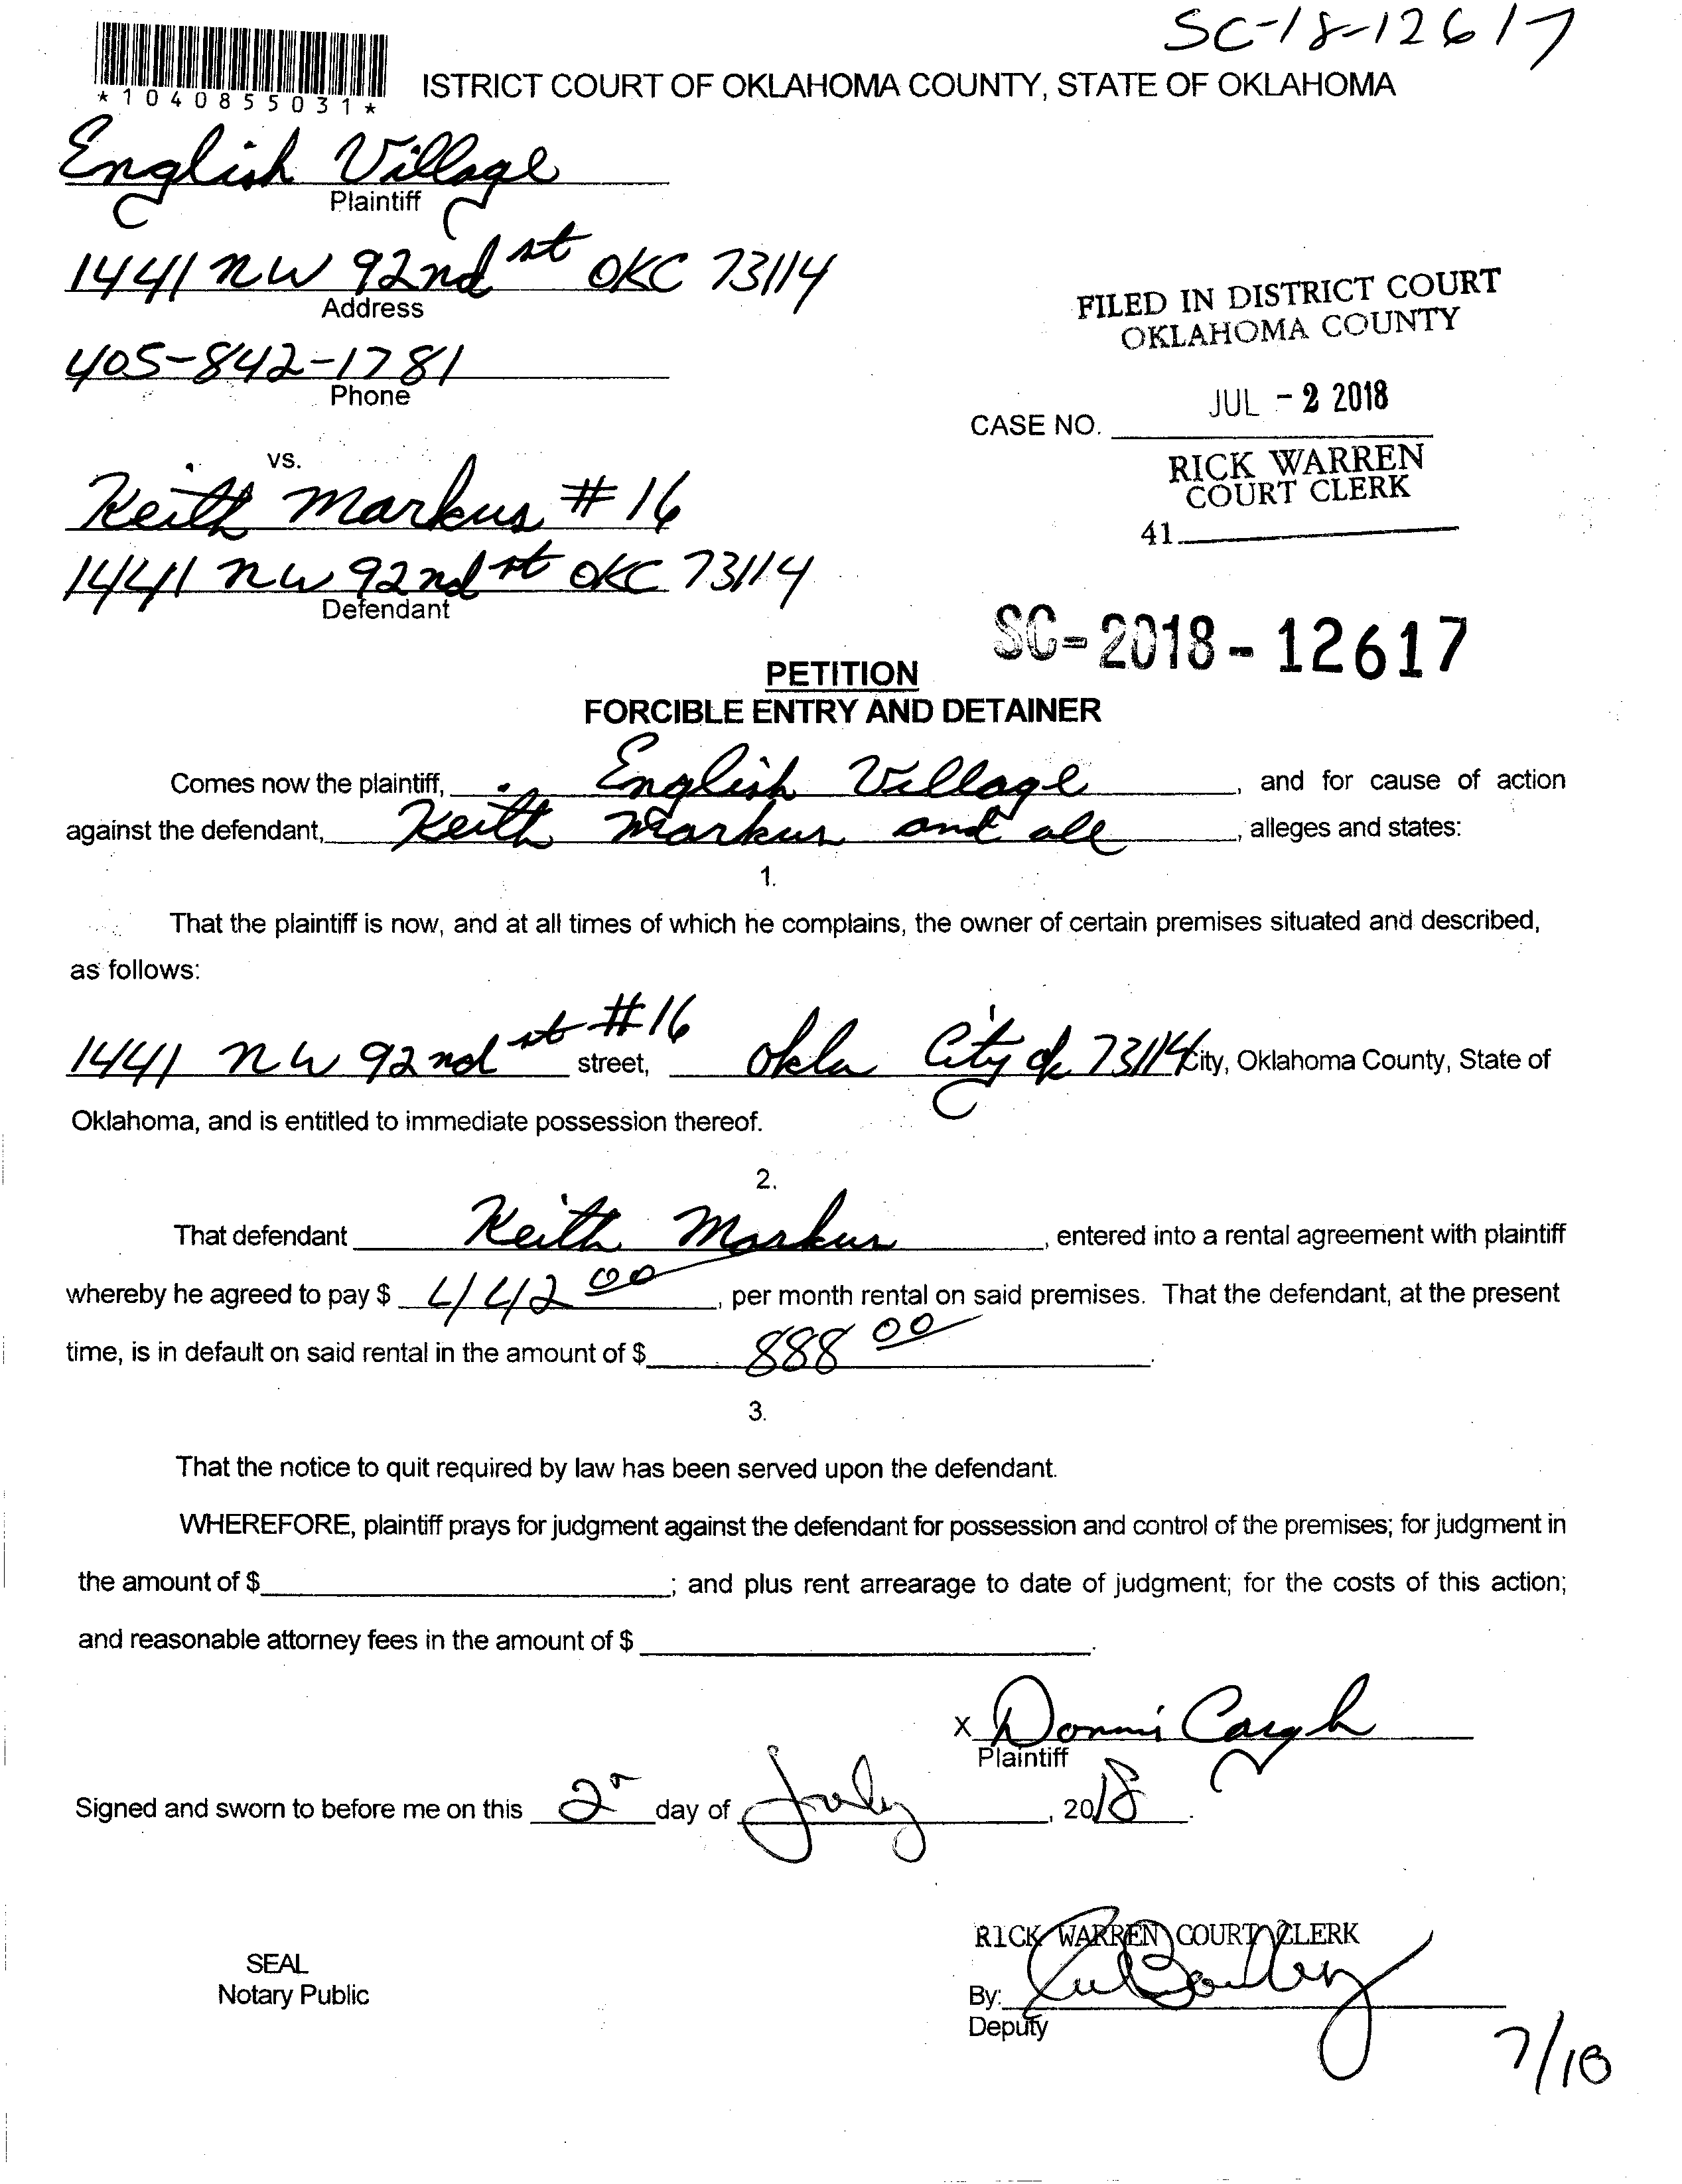 SC-18-12617
*1040855031*
ISTRICT COURT OF OKLAHOMA COUNTY, STATE OF OKLAHOMA
English Village
Plaintiff
1441 NW 92nd st OKC 73114
Address
405-842-1781
Phone
FILED IN DISTRICT COURT
OKLAHOMA COUNTY
JUL - 2 2018
CASE NO.
RICK WARREN
COURT CLERK
41
vs.
Keith Markus #16
1441 NW 92nd st OKC 73114
Defendant
SC-2018-12617
PETITION
FORCIBLE ENTRY AND DETAINER
Comes now the plaintiff, English Village, and for cause of action
against the defendant, Keith Markus and all, alleges and states:
1.
That the plaintiff is now, and at all times of which he complains, the owner of certain premises situated and described,
as follows:
1441 NW 92nd st #16 street, Okla City ok 73114 City, Oklahoma County, State of
Oklahoma, and is entitled to immediate possession thereof.
2.
That defendant Keith Markus, entered into a rental agreement with plaintiff
whereby he agreed to pay $ 442 00, per month rental on said premises. That the defendant, at the present
time, is in default on said rental in the amount of $ 888 00.
3.
That the notice to quit required by law has been served upon the defendant.
WHEREFORE, plaintiff prays for judgment against the defendant for possession and control of the premises; for judgment in
the amount of $ ; and plus rent arrearage to date of judgment; for the costs of this action;
and reasonable attorney fees in the amount of $ .
x
Plaintiff
Signed and sworn to before me on this 2 day of July, 2018.
RICK WARREN COURT CLERK
SEAL
Notary Public
By:
Deputy
7/18